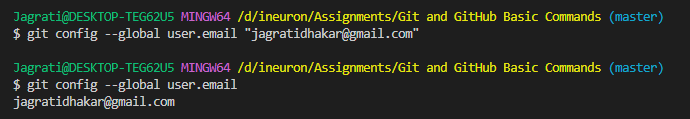 Jagrati@DESKTOP-TEG62U5 MINGW64 /d/ineuron/Assignments/Git and GitHub Basic Commands (master)
$ git config --global user.email "jagratidhakar@gmail.com"
Jagrati@DESKTOP-TEG62U5 MINGW64 /d/ineuron/Assignments/Git and GitHub Basic Commands (master)
$ git config --global user.email
jagratidhakar@gmail.com